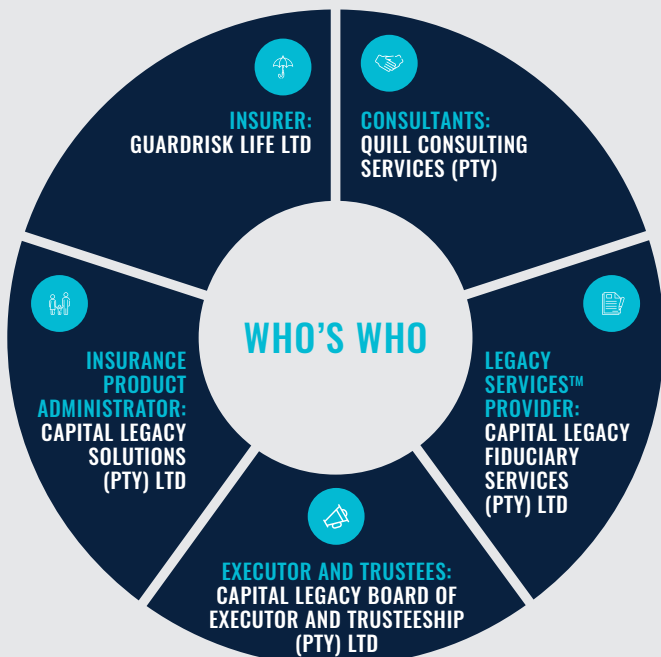 INSURER:
GUARDRISK LIFE LTD
CONSULTANTS:
QUILL CONSULTING
SERVICES (PTY)
WHO'S WHO
INSURANCE
PRODUCT
ADMINISTRATOR:
CAPITAL LEGACY
SOLUTIONS
(PTY) LTD
LEGACY
SERVICES™
PROVIDER:
CAPITAL LEGACY
FIDUCIARY
SERVICES
(PTY) LTD
EXECUTOR AND TRUSTEES:
CAPITAL LEGACY BOARD OF
EXECUTOR AND TRUSTEESHIP
(PTY) LTD